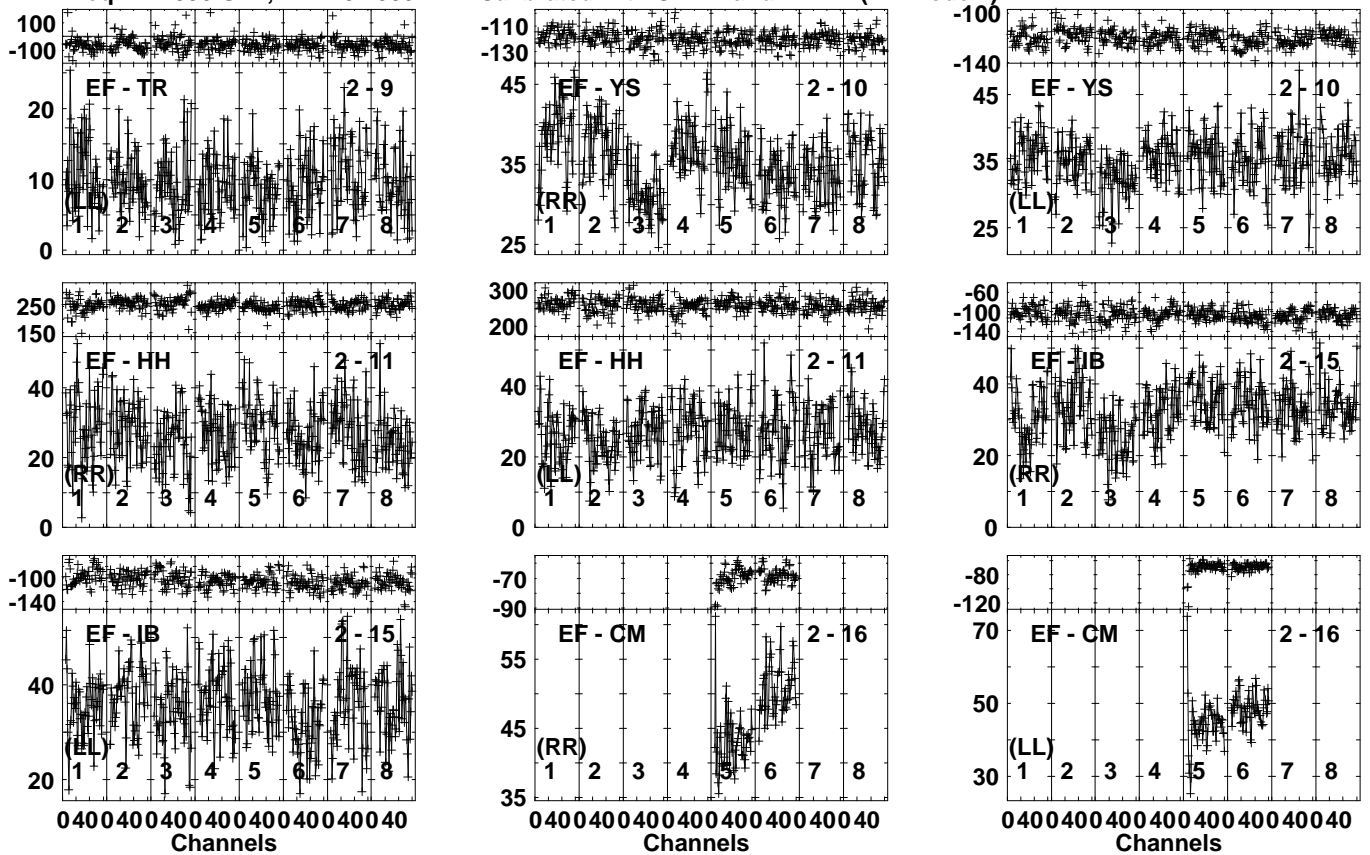 100
-100
EF - TR 2 - 9
20
10
0
(LL)
1 2 3 4 5 6 7 8
-110
-130
45
EF - YS 2 - 10
35
25
(RR)
1 2 3 4 5 6 7 8
-100
-140
45
EF - YS 2 - 10
35
25
(LL)
1 2 3 4 5 6 7 8
250
150
EF - HH 2 - 11
40
20
0
(RR)
1 2 3 4 5 6 7 8
300
200
EF - HH 2 - 11
40
20
0
(LL)
1 2 3 4 5 6 7 8
-60
-100
-140
EF - IB 2 - 15
40
20
0
(RR)
1 2 3 4 5 6 7 8
-100
-140
EF - IB 2 - 15
40
20
(LL)
1 2 3 4 5 6 7 8
0 40 0 40 0 40 0 40 0 40 0 40 0 40 0 40
Channels
-70
-90
EF - CM 2 - 16
55
45
35
(RR)
1 2 3 4 5 6 7 8
0 40 0 40 0 40 0 40 0 40 0 40 0 40 0 40
Channels
-80
-120
70
EF - CM 2 - 16
50
30
(LL)
1 2 3 4 5 6 7 8
0 40 0 40 0 40 0 40 0 40 0 40 0 40 0 40
Channels